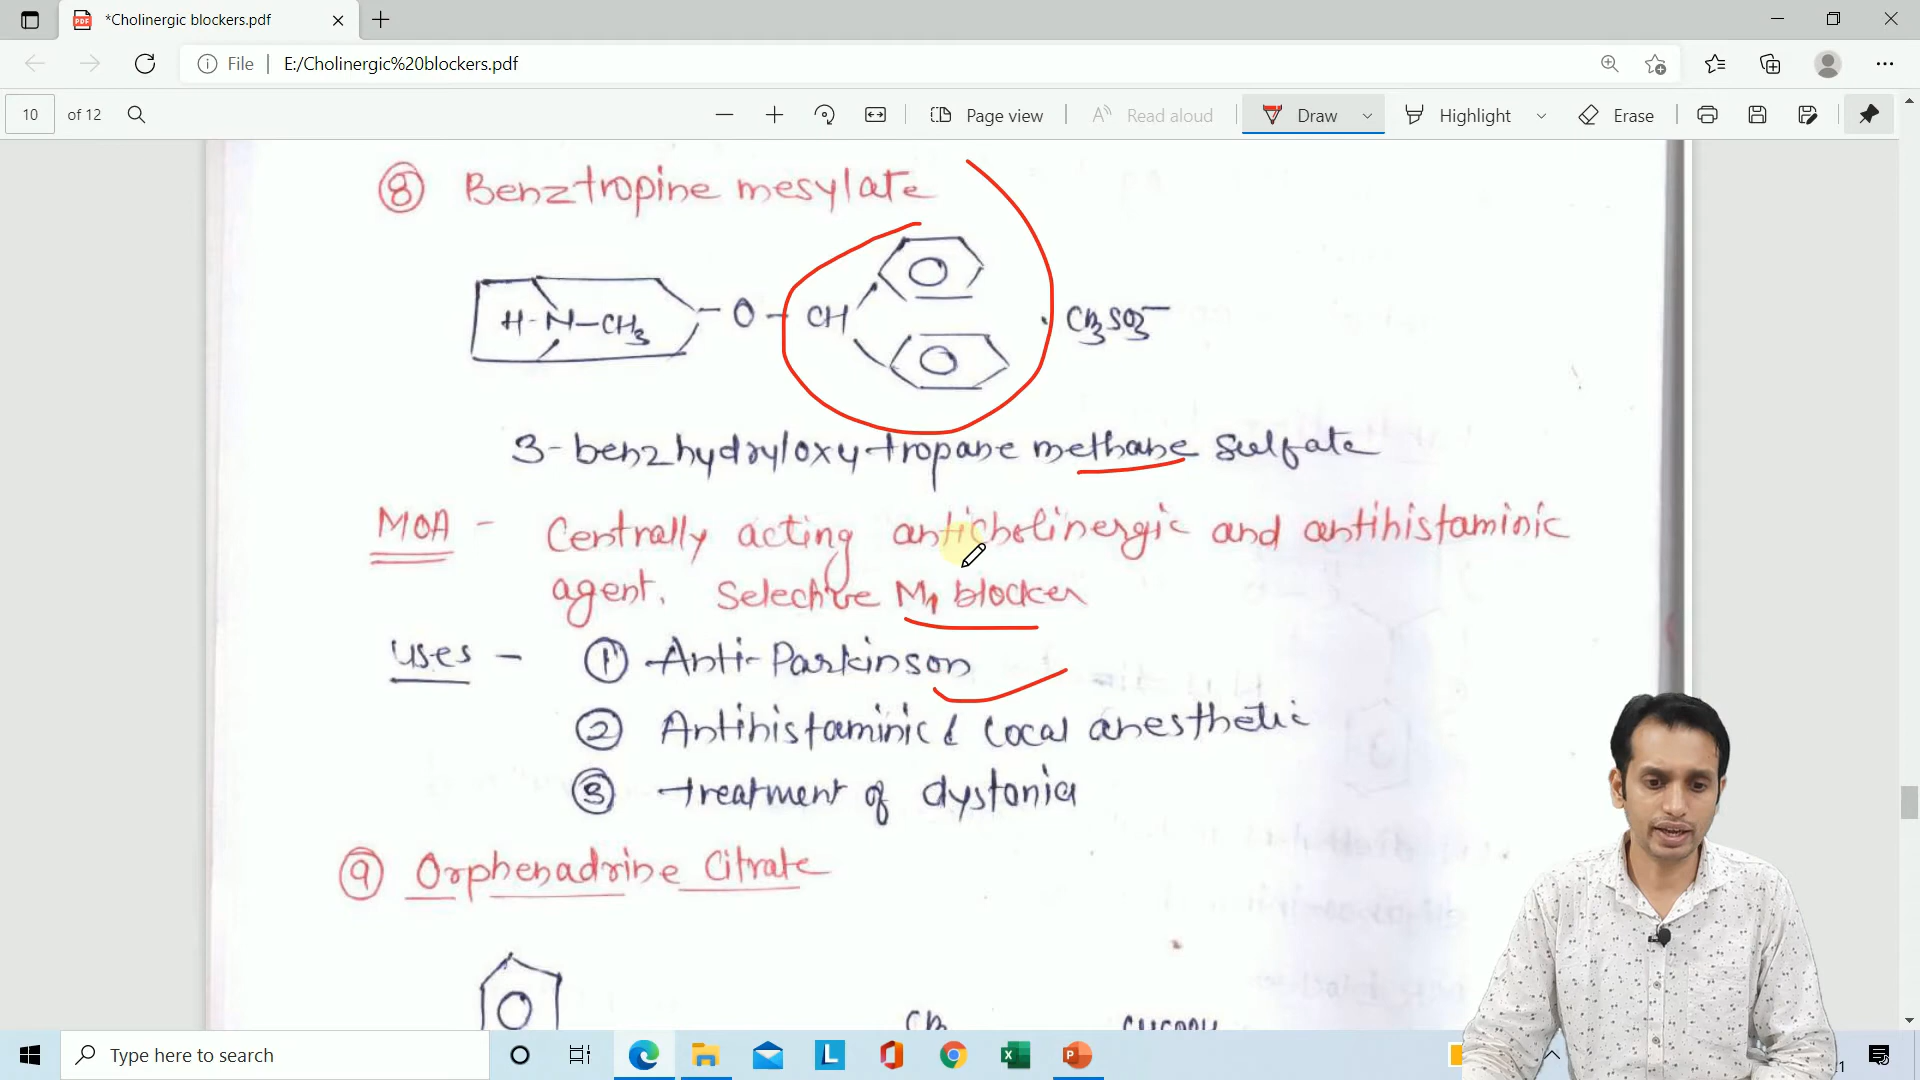 *Cholinergic blockers.pdf
File | E:/Cholinergic%20blockers.pdf
10 of 12 Page view Read aloud Draw Highlight Erase
8 Benztropine mesylate
H-N-CH3 -O-CH . CH3SO3-
3-benzhydryloxy-tropane methane sulfate
MOA - Centrally acting anticholinergic and antihistaminic
agent. Selective M1 blocker
Uses - 1 Anti-Parkinson
2 Antihistaminic & Local anesthetic
3 treatment of dystonia
9 Orphenadrine Citrate
Type here to search